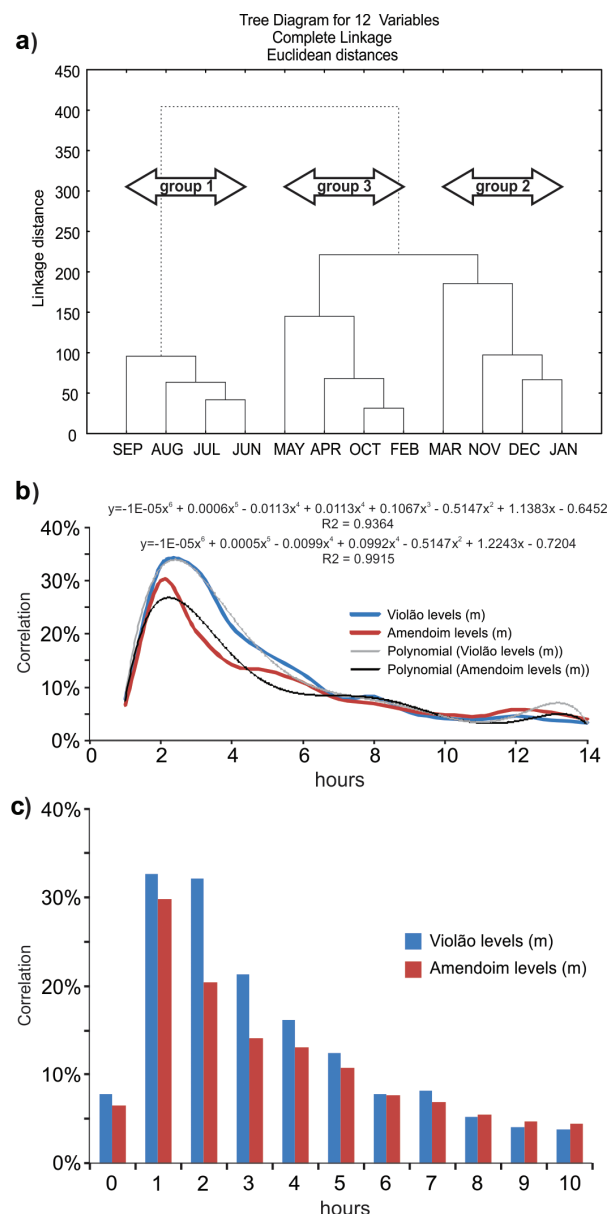 Tree Diagram for 12 Variables
Complete Linkage
Euclidean distances
a)
450
400
350
300
250
200
150
100
50
0
Linkage distance
group 1
group 3
group 2
SEP AUG JUL JUN MAY APR OCT FEB MAR NOV DEC JAN
b)
y=-1E-05x⁶ + 0.0006x⁵ - 0.0113x⁴ + 0.0113x⁴ + 0.1067x³ - 0.5147x² + 1.1383x - 0.6452
R2 = 0.9364
y=-1E-05x⁶ + 0.0005x⁵ - 0.0099x⁴ + 0.0992x⁴ - 0.5147x² + 1.2243x - 0.7204
R2 = 0.9915
40%
30%
20%
10%
0%
Correlation
Violão levels (m)
Amendoim levels (m)
Polynomial (Violão levels (m))
Polynomial (Amendoim levels (m))
0 2 4 6 8 10 12 14
hours
c)
40%
30%
20%
10%
0%
Correlation
Violão levels (m)
Amendoim levels (m)
0 1 2 3 4 5 6 7 8 9 10
hours